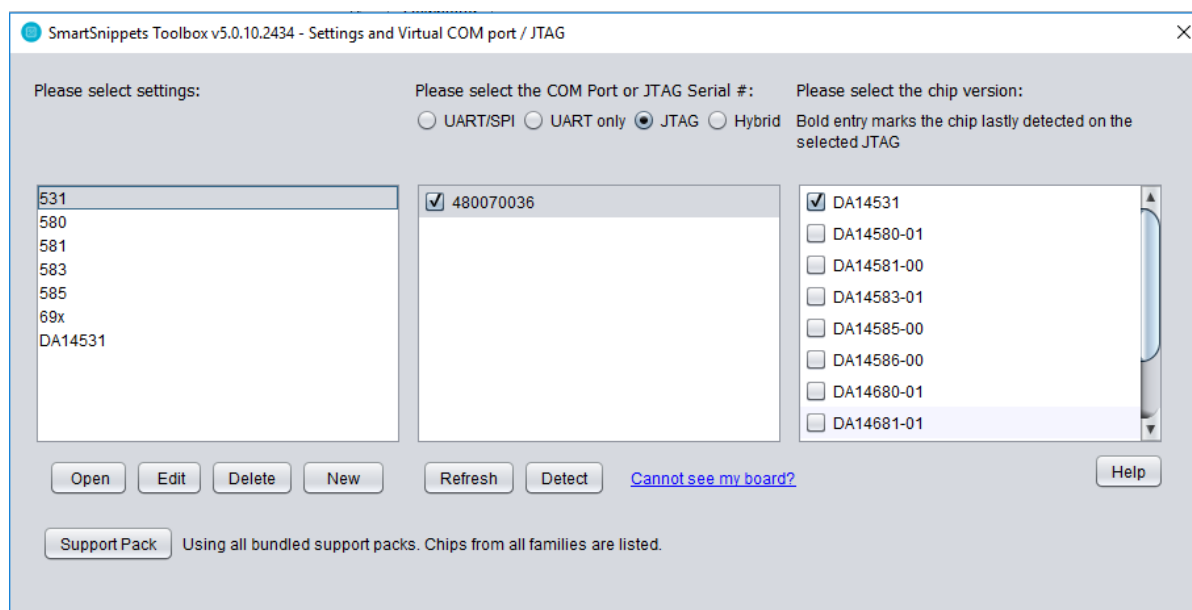 SmartSnippets Toolbox v5.0.10.2434 - Settings and Virtual COM port / JTAG
Please select settings:
531
580
581
583
585
69x
DA14531
Open Edit Delete New
Please select the COM Port or JTAG Serial #:
UART/SPI UART only JTAG Hybrid
480070036
Refresh Detect Cannot see my board?
Please select the chip version:
Bold entry marks the chip lastly detected on the
selected JTAG
DA14531
DA14580-01
DA14581-00
DA14583-01
DA14585-00
DA14586-00
DA14680-01
DA14681-01
Help
Support Pack Using all bundled support packs. Chips from all families are listed.